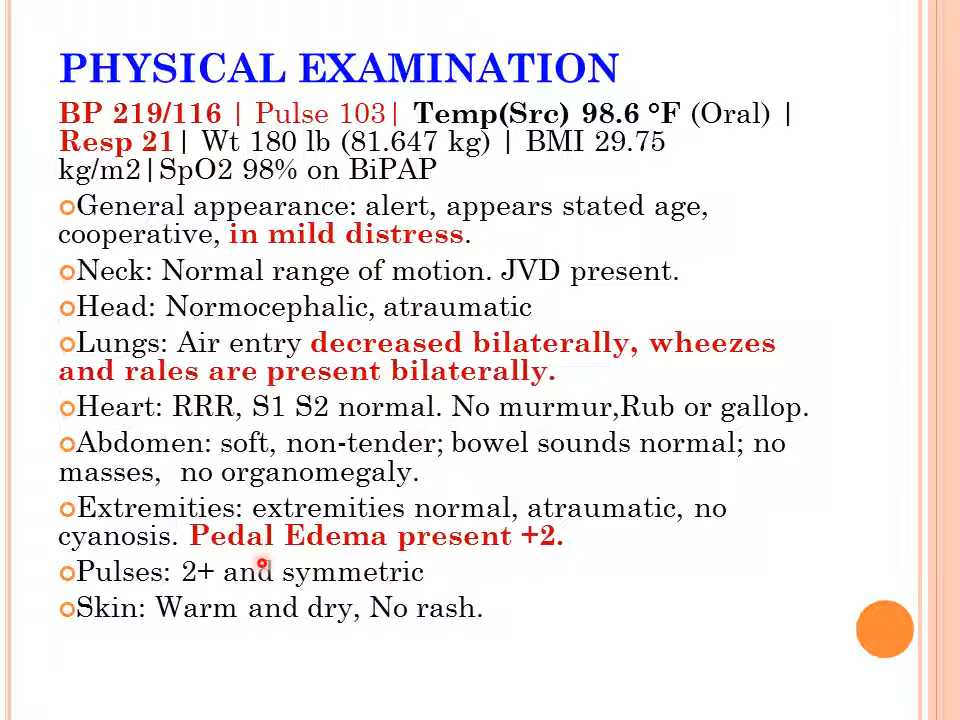 PHYSICAL EXAMINATION
BP 219/116 | Pulse 103| Temp(Src) 98.6 °F (Oral) |
Resp 21| Wt 180 lb (81.647 kg) | BMI 29.75
kg/m2|SpO2 98% on BiPAP
General appearance: alert, appears stated age,
cooperative, in mild distress.
Neck: Normal range of motion. JVD present.
Head: Normocephalic, atraumatic
Lungs: Air entry decreased bilaterally, wheezes
and rales are present bilaterally.
Heart: RRR, S1 S2 normal. No murmur,Rub or gallop.
Abdomen: soft, non-tender; bowel sounds normal; no
masses,  no organomegaly.
Extremities: extremities normal, atraumatic, no
cyanosis. Pedal Edema present +2.
Pulses: 2+ and symmetric
Skin: Warm and dry, No rash.